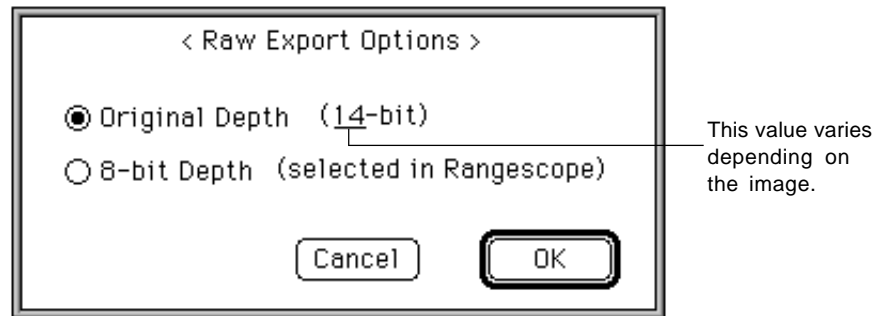 < Raw Export Options >
Original Depth (14-bit)
8-bit Depth (selected in Rangescope)
Cancel OK
This value varies
depending on
the image.